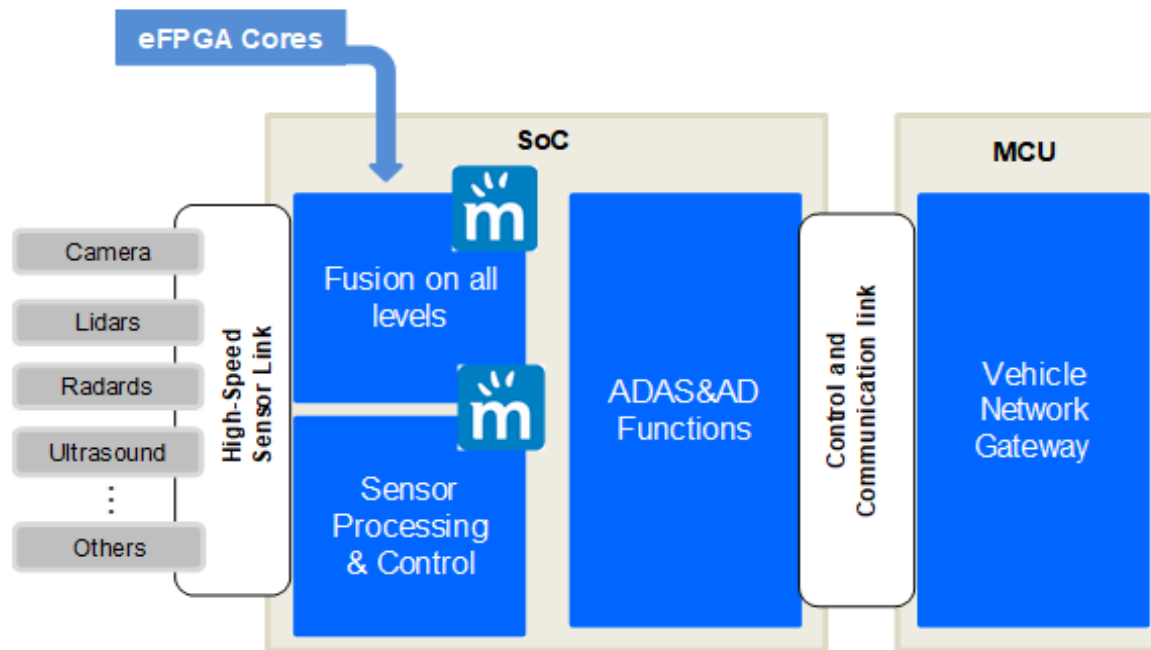 eFPGA Cores
SoC
MCU
m
Fusion on all
levels
m
Sensor
Processing
& Control
Camera
Lidars
Radards
Ultrasound
Others
High-Speed
Sensor Link
ADAS&AD
Functions
Control and
Communication link
Vehicle
Network
Gateway